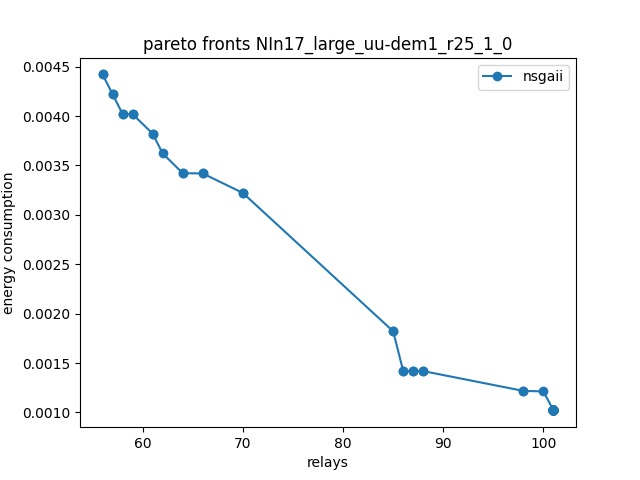 pareto fronts NIn17_large_uu-dem1_r25_1_0
nsgaii
energy consumption
0.0045
0.0040
0.0035
0.0030
0.0025
0.0020
0.0015
0.0010
60 70 80 90 100
relays